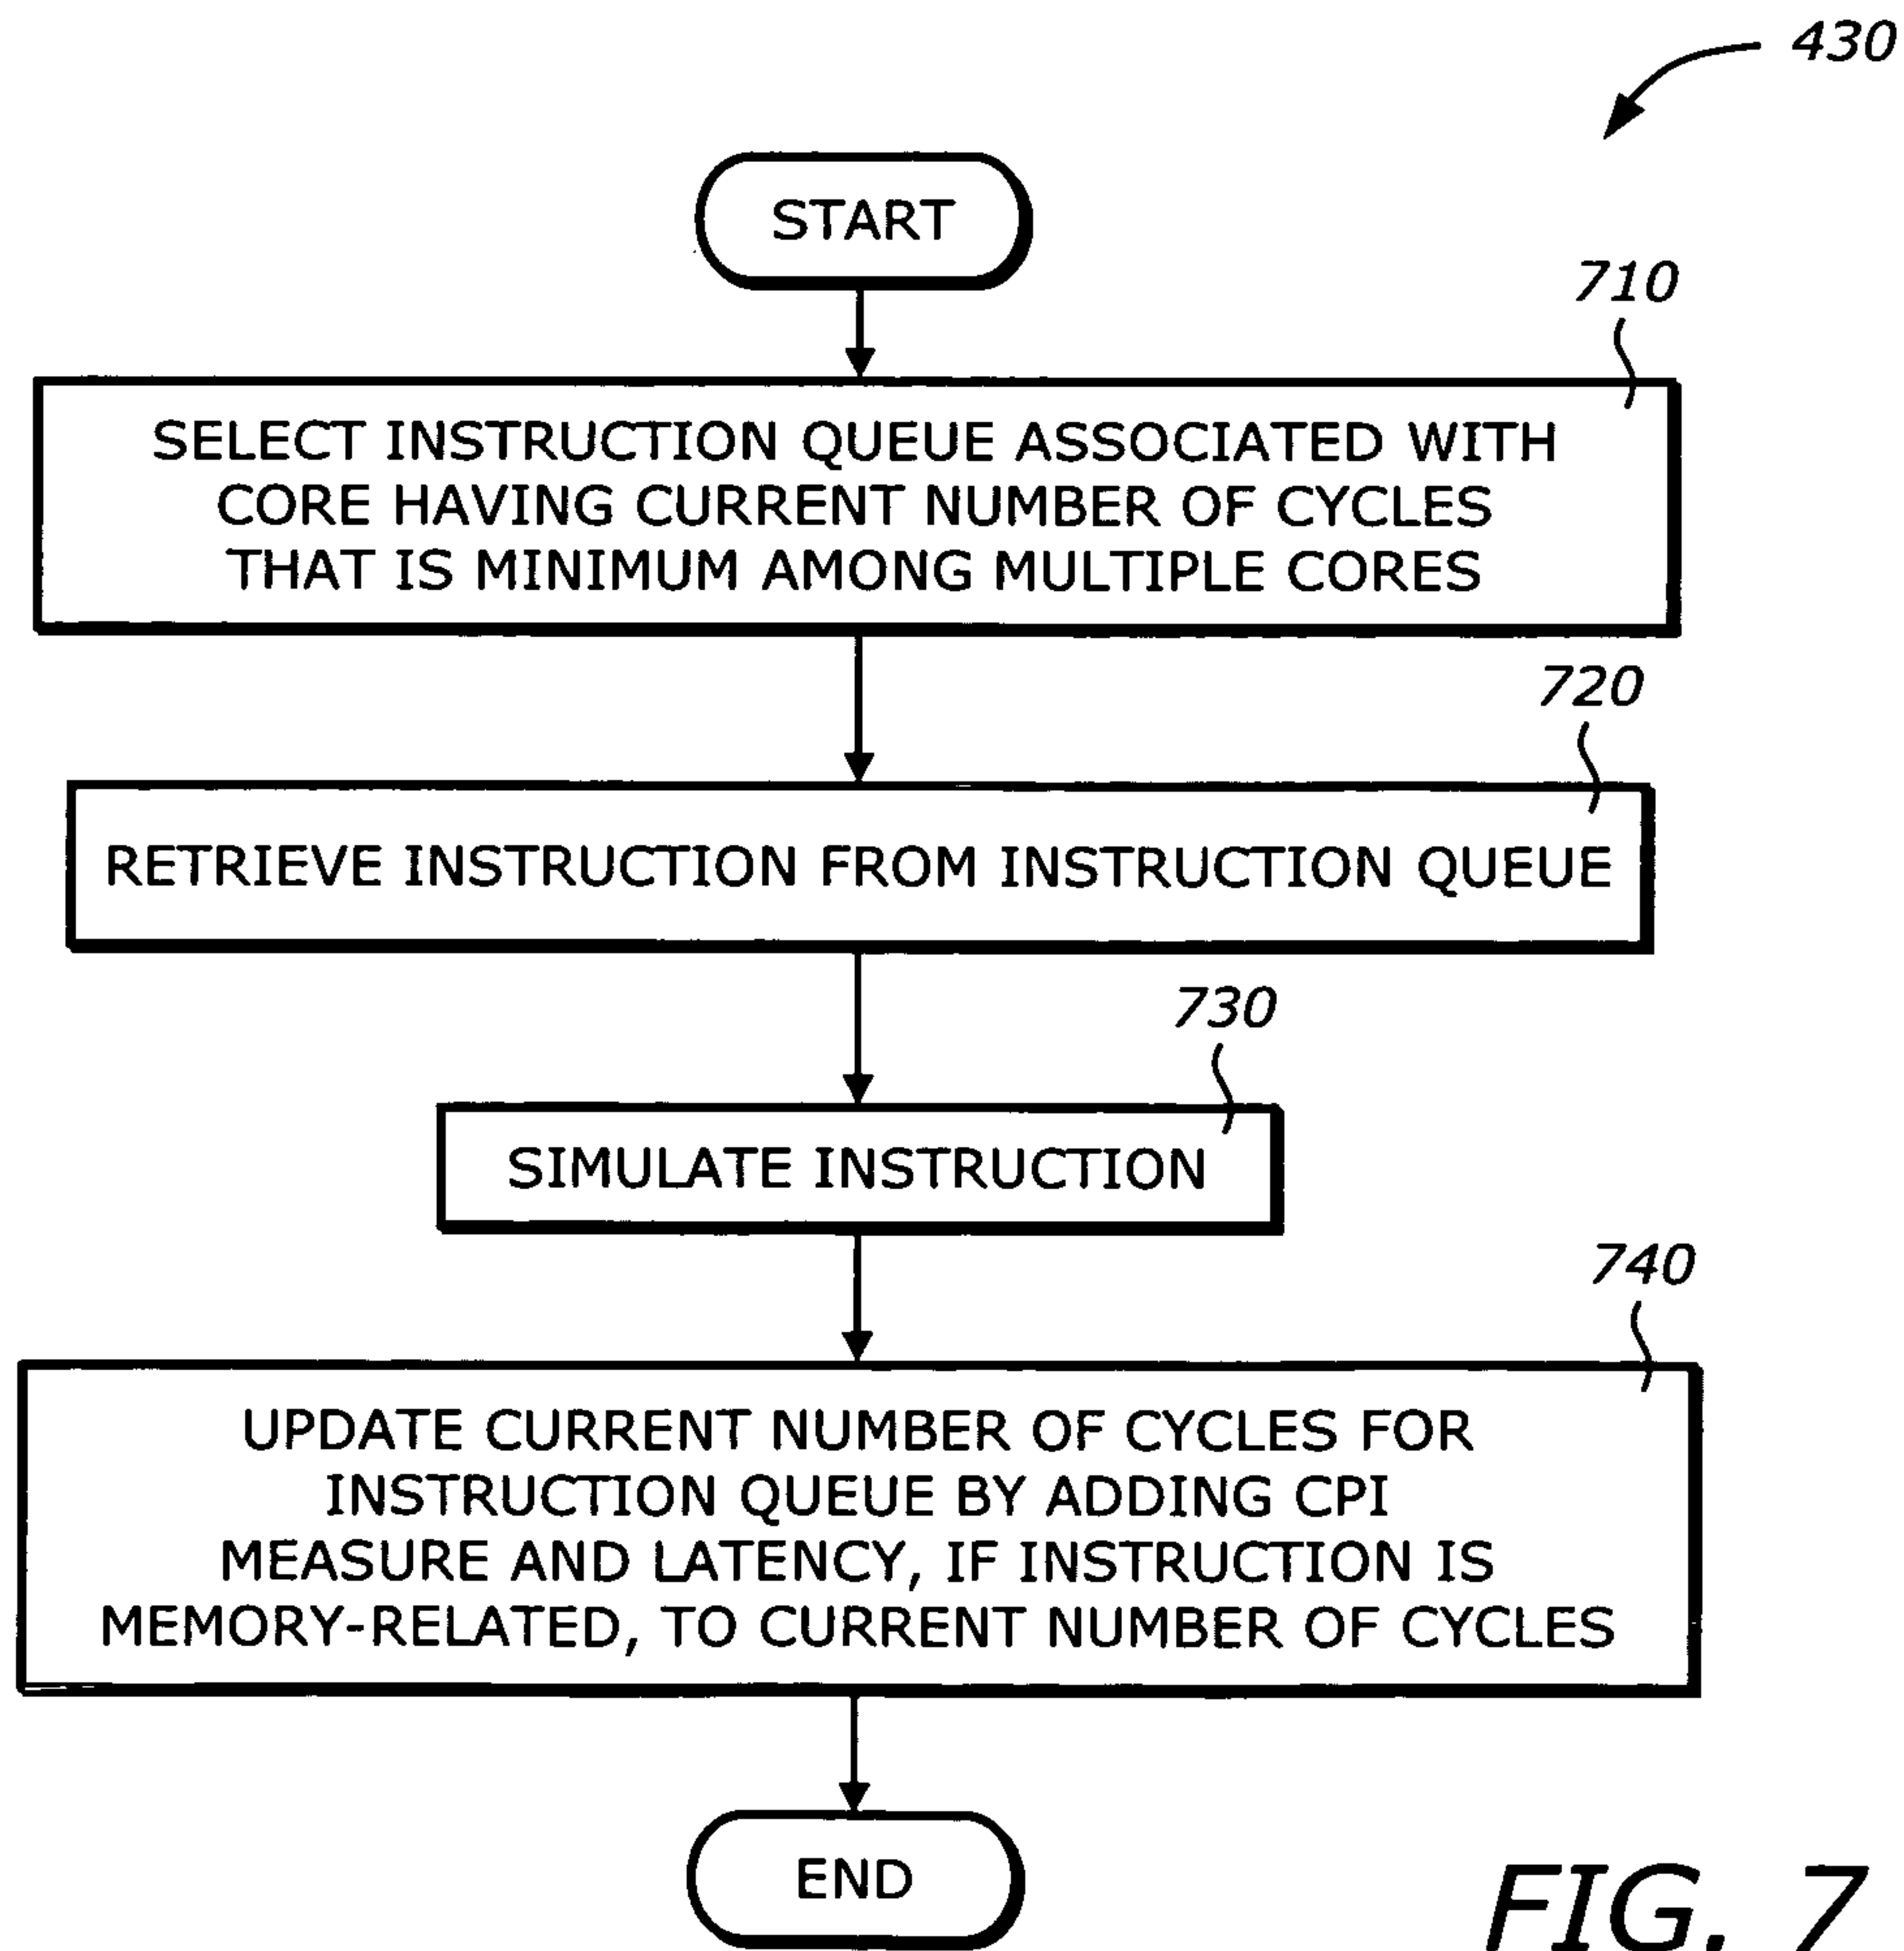 430
START
710
SELECT INSTRUCTION QUEUE ASSOCIATED WITH
CORE HAVING CURRENT NUMBER OF CYCLES
THAT IS MINIMUM AMONG MULTIPLE CORES
720
RETRIEVE INSTRUCTION FROM INSTRUCTION QUEUE
730
SIMULATE INSTRUCTION
740
UPDATE CURRENT NUMBER OF CYCLES FOR
INSTRUCTION QUEUE BY ADDING CPI
MEASURE AND LATENCY, IF INSTRUCTION IS
MEMORY-RELATED, TO CURRENT NUMBER OF CYCLES
END
FIG. 7